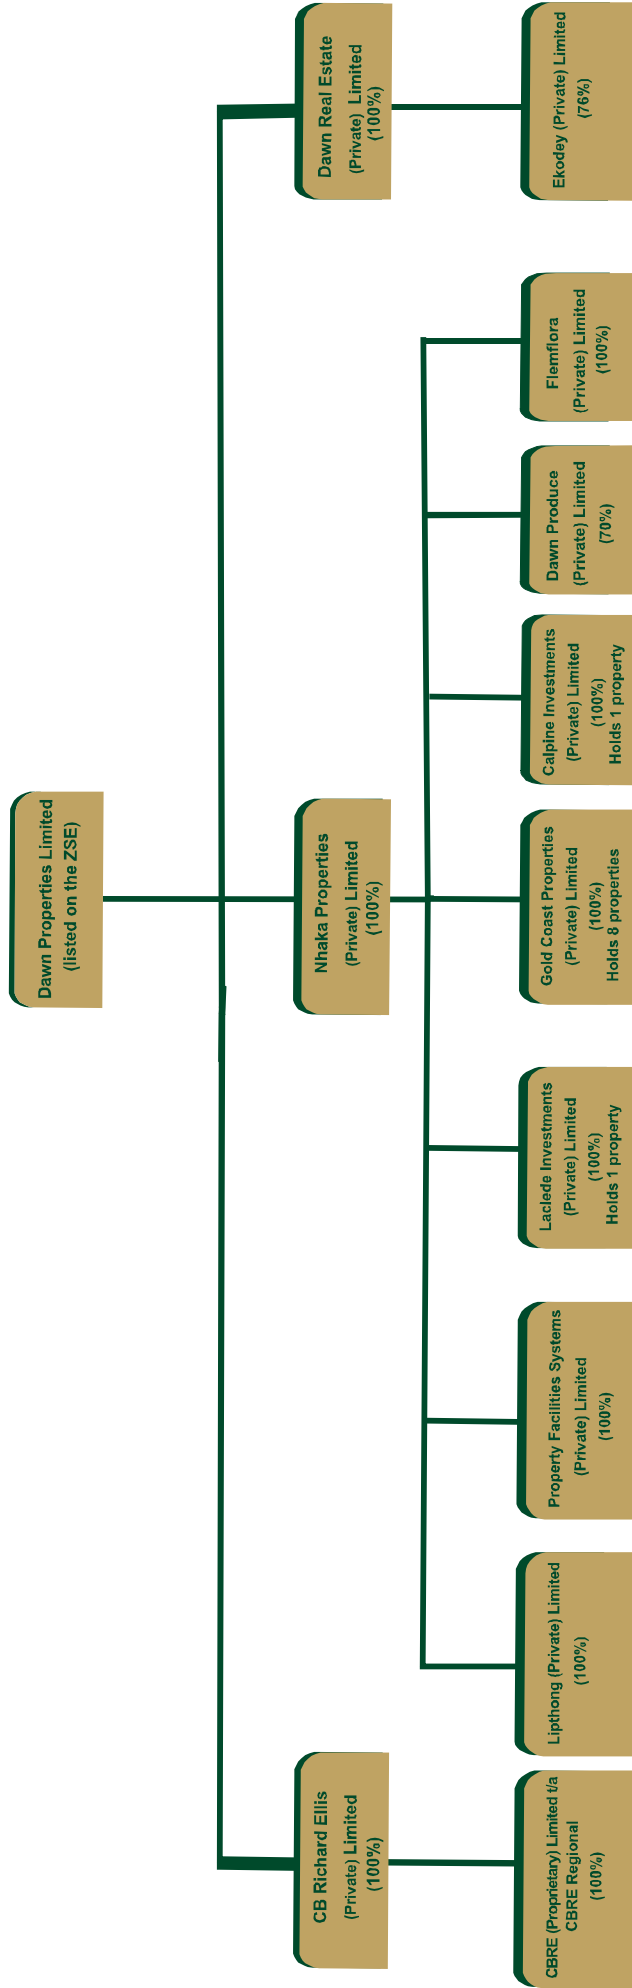 Dawn Properties Limited
(listed on the ZSE)
CB Richard Ellis
(Private) Limited
(100%)
Nhaka Properties
(Private) Limited
(100%)
Dawn Real Estate
(Private) Limited
(100%)
CBRE (Proprietary) Limited t/a
CBRE Regional
(100%)
Lipthong (Private) Limited
(100%)
Property Facilities Systems
(Private) Limited
(100%)
Laclede Investments
(Private) Limited
(100%)
Holds 1 property
Gold Coast Properties
(Private) Limited
(100%)
Holds 8 properties
Calpine Investments
(Private) Limited
(100%)
Holds 1 property
Dawn Produce
(Private) Limited
(70%)
Flemflora
(Private) Limited
(100%)
Ekodey (Private) Limited
(76%)